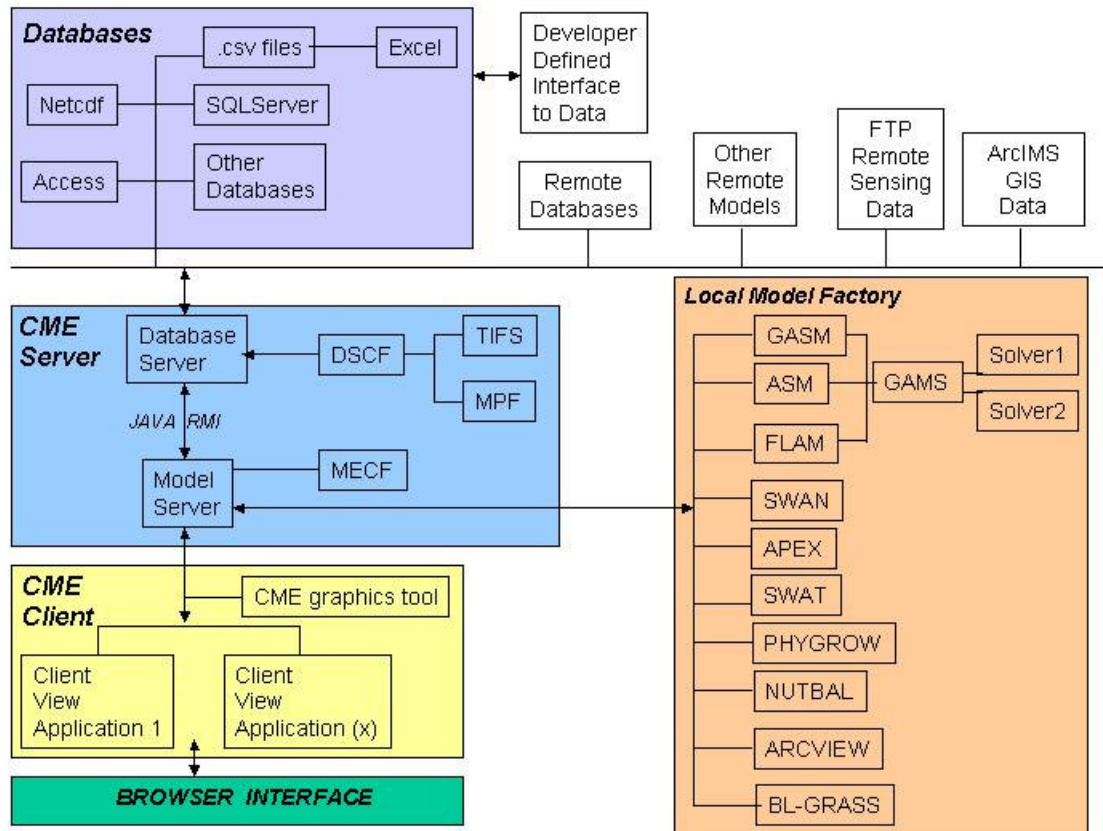 Databases
.csv files
Excel
Netcdf
SQLServer
Access
Other
Databases
Developer
Defined
Interface
to Data
Remote
Databases
Other
Remote
Models
FTP
Remote
Sensing
Data
ArcIMS
GIS
Data
CME
Server
Database
Server
DSCF
TIFS
MPF
JAVA RMI
Model
Server
MECF
CME
Client
CME graphics tool
Client
View
Application 1
Client
View
Application (x)
BROWSER INTERFACE
Local Model Factory
GASM
ASM
FLAM
GAMS
Solver1
Solver2
SWAN
APEX
SWAT
PHYGROW
NUTBAL
ARCVIEW
BL-GRASS